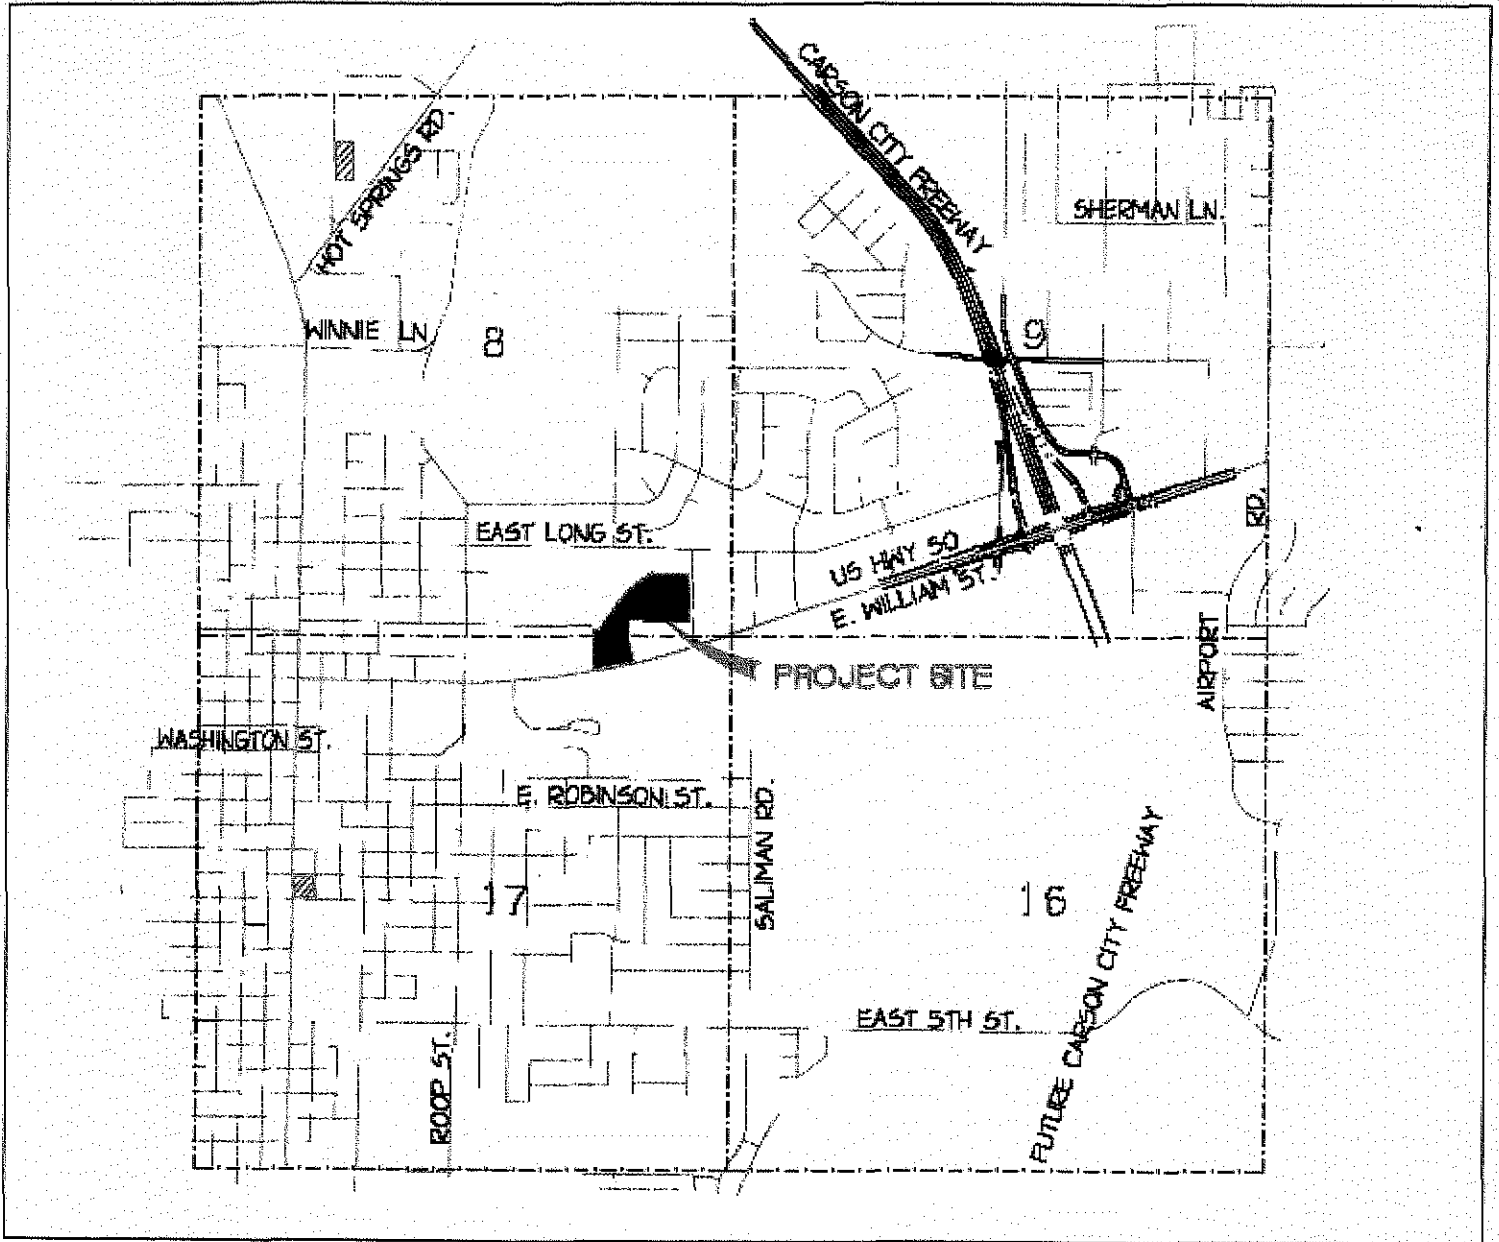 CARSON CITY FREEWAY
HOT SPRINGS RD.
SHERMAN LN.
WINNIE LN
8
9
EAST LONG ST.
US HWY 50
E. WILLIAM ST.
AIRPORT RD.
PROJECT SITE
WASHINGTON ST.
E. ROBINSON ST.
SALIMAN RD.
17
16
FUTURE CARSON CITY FREEWAY
EAST 5TH ST.
ROOP ST.